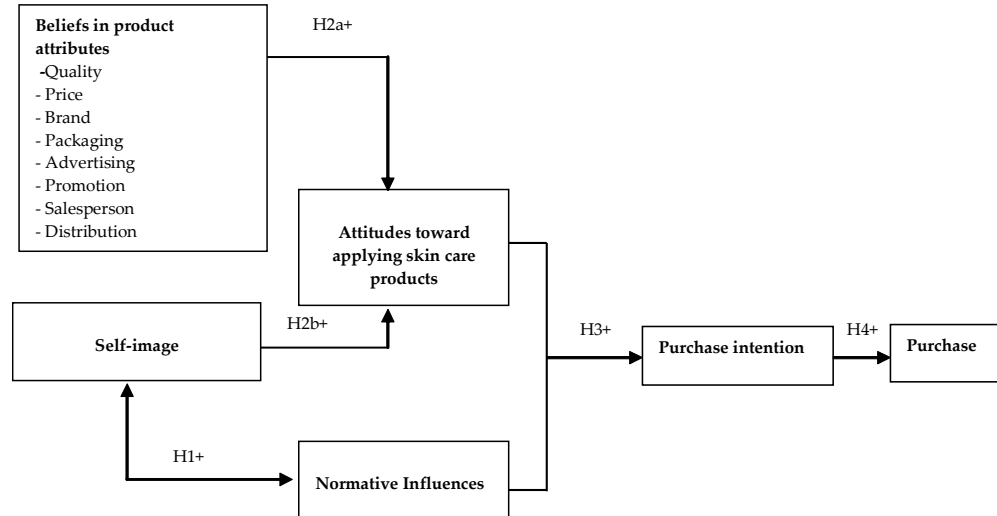 Beliefs in product
attributes
-Quality
- Price
- Brand
- Packaging
- Advertising
- Promotion
- Salesperson
- Distribution
H2a+
Attitudes toward
applying skin care
products
Self-image
H2b+
H3+
Purchase intention
H4+
Purchase
H1+
Normative Influences